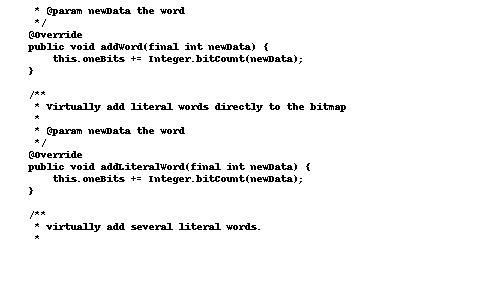 * @param newData the word
 */
@Override
public void addWord(final int newData) {
    this.oneBits += Integer.bitCount(newData);
}

/**
 * Virtually add literal words directly to the bitmap
 *
 * @param newData the word
 */
@Override
public void addLiteralWord(final int newData) {
    this.oneBits += Integer.bitCount(newData);
}

/**
 * virtually add several literal words.
 *